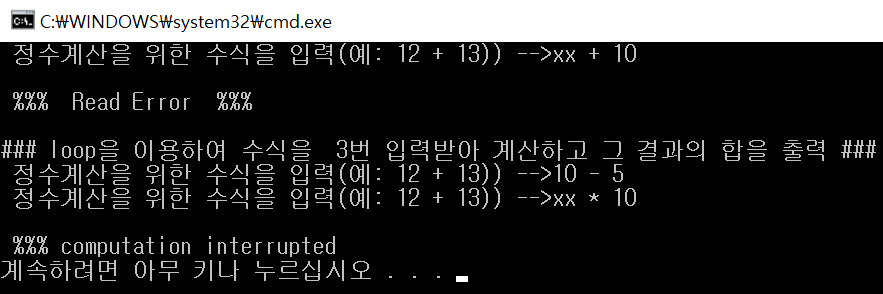 C:₩WINDOWS₩system32₩cmd.exe
정수계산을 위한 수식을 입력(예: 12 + 13)) -->xx + 10
%%%  Read Error  %%%
### loop을 이용하여 수식을  3번 입력받아 계산하고 그 결과의 합을 출력 ###
정수계산을 위한 수식을 입력(예: 12 + 13)) -->10 - 5
정수계산을 위한 수식을 입력(예: 12 + 13)) -->xx * 10
%%% computation interrupted
계속하려면 아무 키나 누르십시오 . . .